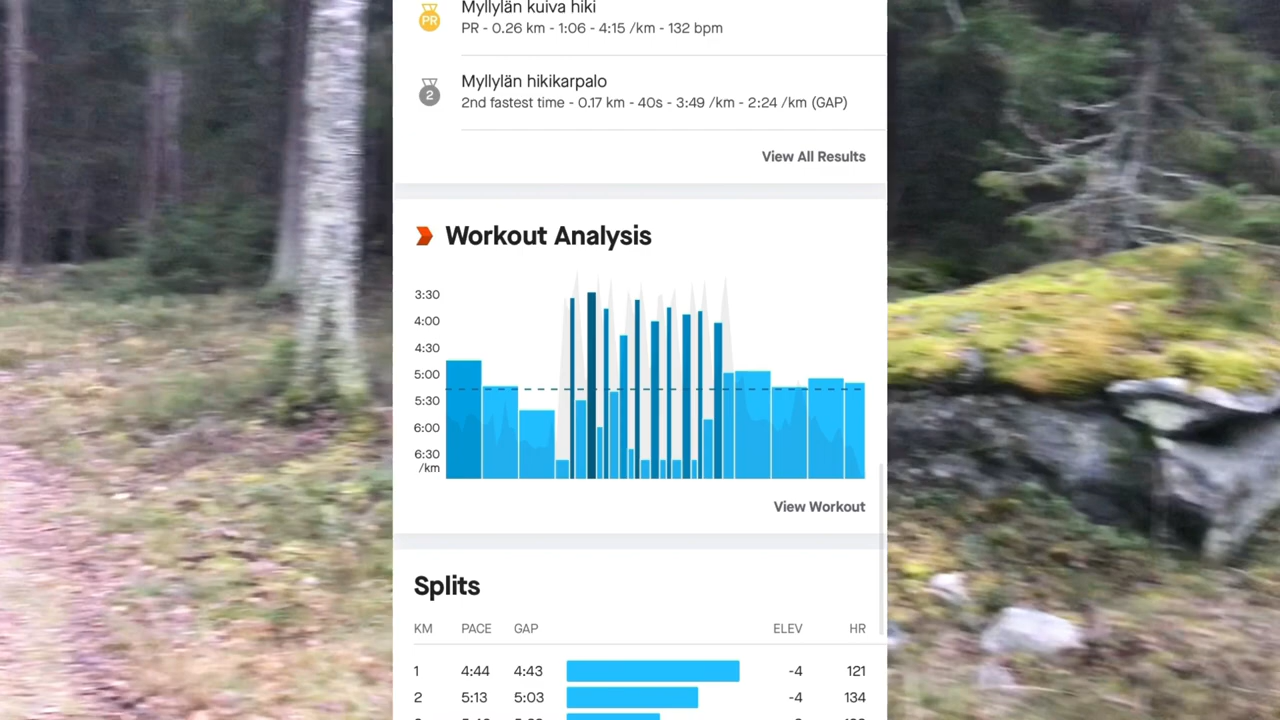 Myllylän kuiva hiki
PR
PR - 0.26 km - 1:06 - 4:15 /km - 132 bpm
Myllylän hikikarpalo
2
2nd fastest time - 0.17 km - 40s - 3:49 /km - 2:24 /km (GAP)
View All Results
Workout Analysis
3:30
4:00
4:30
5:00
5:30
6:00
6:30
/km
View Workout
Splits
KM PACE GAP ELEV HR
1 4:44 4:43 -4 121
2 5:13 5:03 -4 134